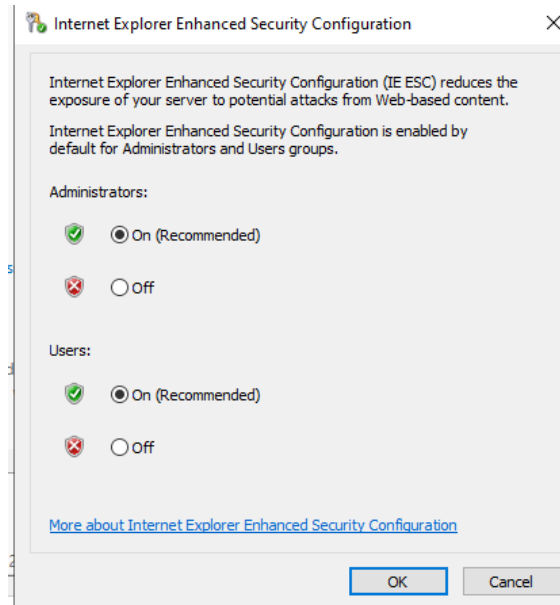 Internet Explorer Enhanced Security Configuration
Internet Explorer Enhanced Security Configuration (IE ESC) reduces the
exposure of your server to potential attacks from Web-based content.
Internet Explorer Enhanced Security Configuration is enabled by
default for Administrators and Users groups.
Administrators:
On (Recommended)
Off
Users:
On (Recommended)
Off
More about Internet Explorer Enhanced Security Configuration
OK
Cancel